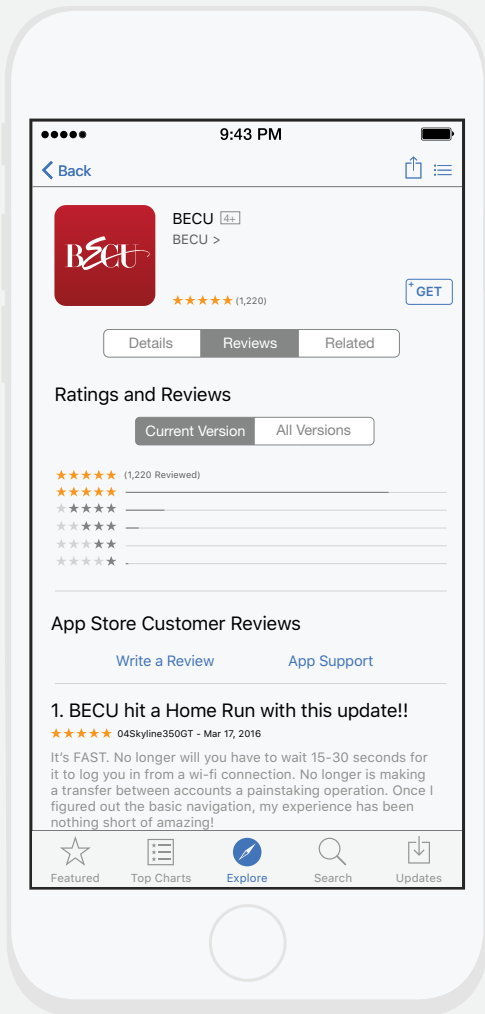 9:43 PM
Back
BECU 4+
BECU >
BECU
(1,220)
+GET
Details Reviews Related
Ratings and Reviews
Current Version All Versions
★★★★★ (1,220 Reviewed)
App Store Customer Reviews
Write a Review App Support
1. BECU hit a Home Run with this update!!
★★★★★ 04Skyline350GT - Mar 17, 2016
It's FAST. No longer will you have to wait 15-30 seconds for
it to log you in from a wi-fi connection. No longer is making
a transfer between accounts a painstaking operation. Once I
figured out the basic navigation, my experience has been
nothing short of amazing!
Featured Top Charts Explore Search Updates